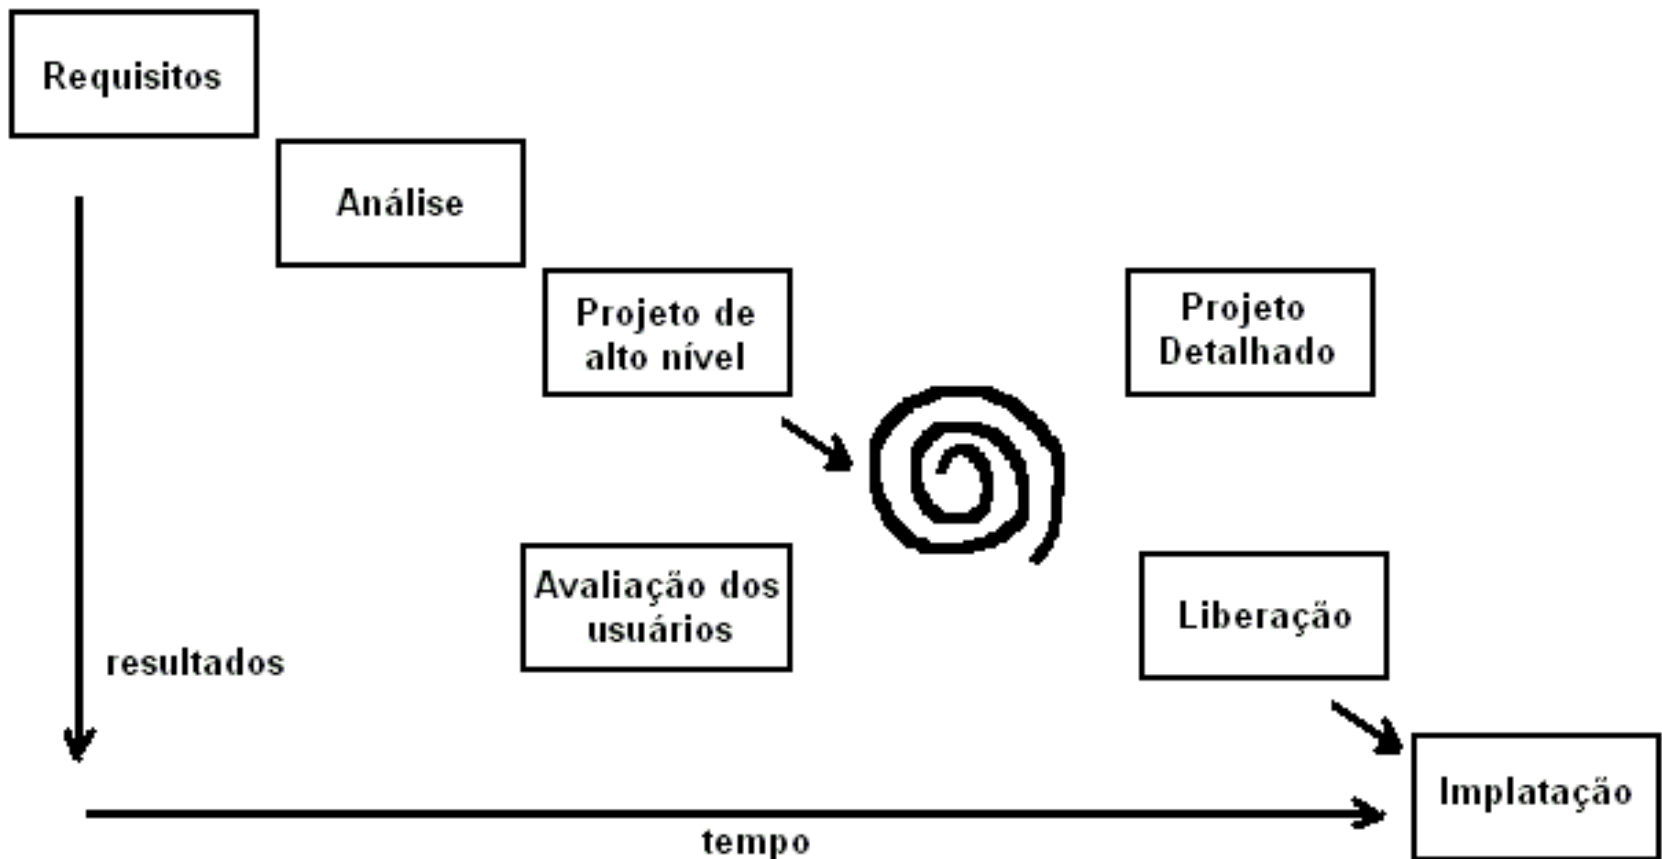 Requisitos
Análise
Projeto de
alto nível
Projeto
Detalhado
Avaliação dos
usuários
Liberação
resultados
Implatação
tempo